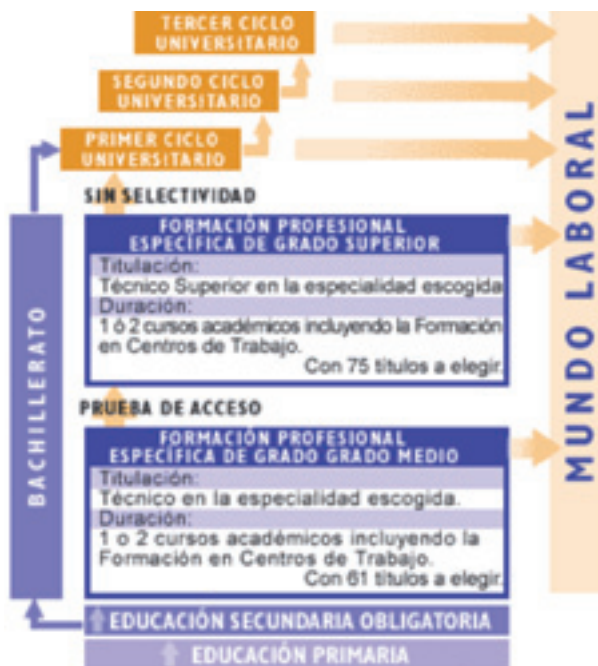 TERCER CICLO
UNIVERSITARIO
SEGUNDO CICLO
UNIVERSITARIO
PRIMER CICLO
UNIVERSITARIO
SIN SELECTIVIDAD
FORMACIÓN PROFESIONAL
ESPECÍFICA DE GRADO SUPERIOR
Titulación:
Técnico Superior en la especialidad escogida
Duración:
1 ó 2 cursos académicos incluyendo la Formación
en Centros de Trabajo.
Con 75 títulos a elegir.
PRUEBA DE ACCESO
FORMACIÓN PROFESIONAL
ESPECÍFICA DE GRADO GRADO MEDIO
Titulación:
Técnico en la especialidad escogida.
Duración:
1 o 2 cursos académicos incluyendo la
Formación en Centros de Trabajo.
Con 61 títulos a elegir.
EDUCACIÓN SECUNDARIA OBLIGATORIA
EDUCACIÓN PRIMARIA
BACHILLERATO
MUNDO LABORAL